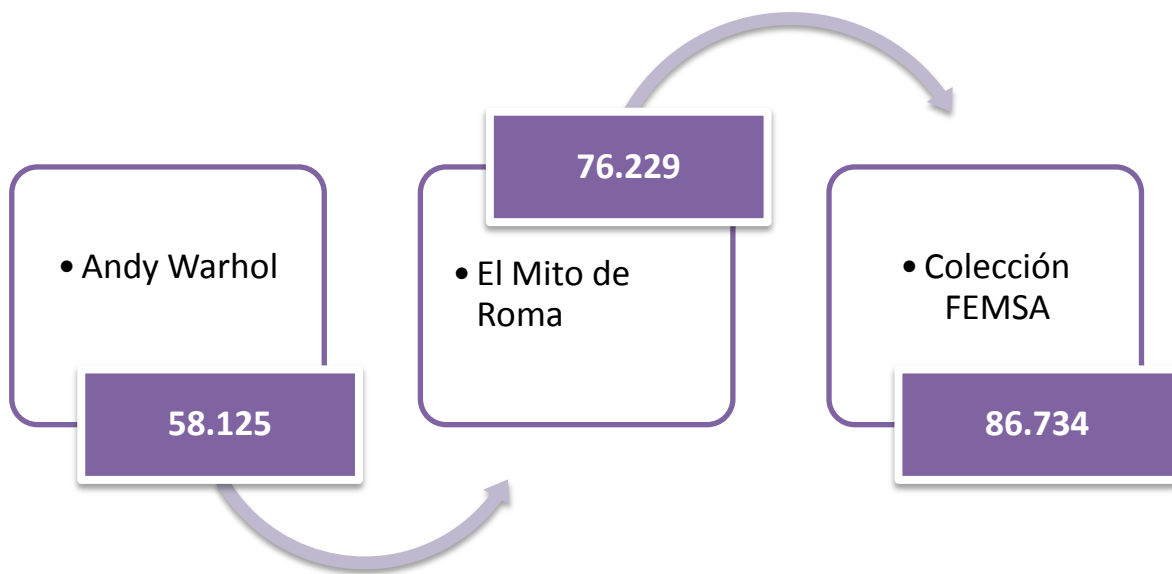 • Andy Warhol
58.125
76.229
• El Mito de
Roma
• Colección
FEMSA
86.734